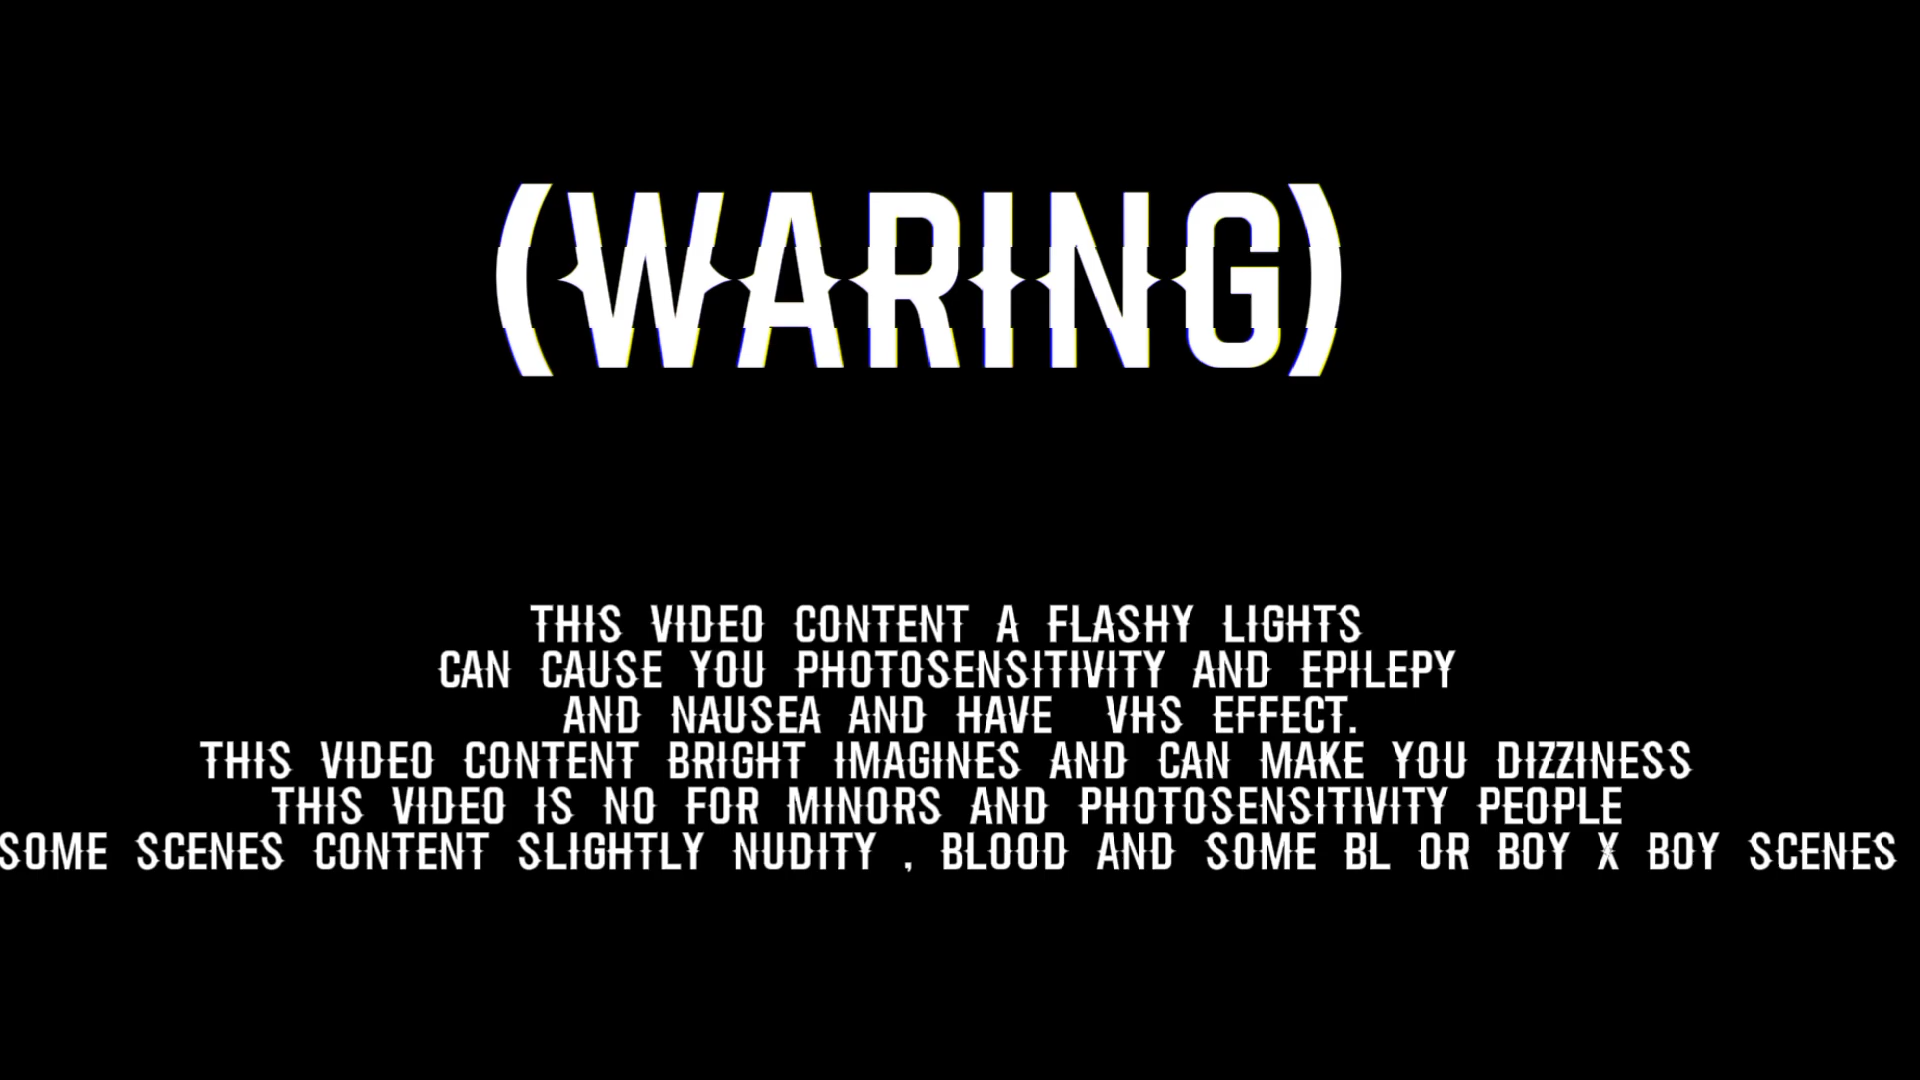 (WARING)
THIS VIDEO CONTENT A FLASHY LIGHTS
CAN CAUSE YOU PHOTOSENSITIVITY AND EPILEPY
AND NAUSEA AND HAVE VHS EFFECT.
THIS VIDEO CONTENT BRIGHT IMAGINES AND CAN MAKE YOU DIZZINESS
THIS VIDEO IS NO FOR MINORS AND PHOTOSENSITIVITY PEOPLE
SOME SCENES CONTENT SLIGHTLY NUDITY , BLOOD AND SOME BL OR BOY X BOY SCENES